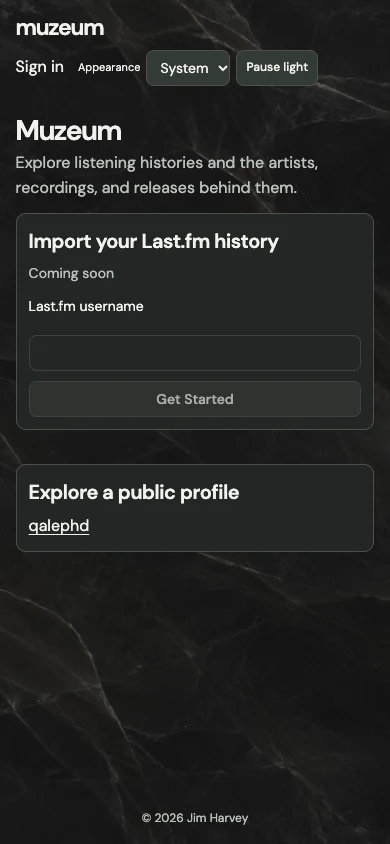 muzeum
Sign in Appearance System Pause light
Muzeum
Explore listening histories and the artists,
recordings, and releases behind them.
Import your Last.fm history
Coming soon
Last.fm username
Get Started
Explore a public profile
qalephd
© 2026 Jim Harvey